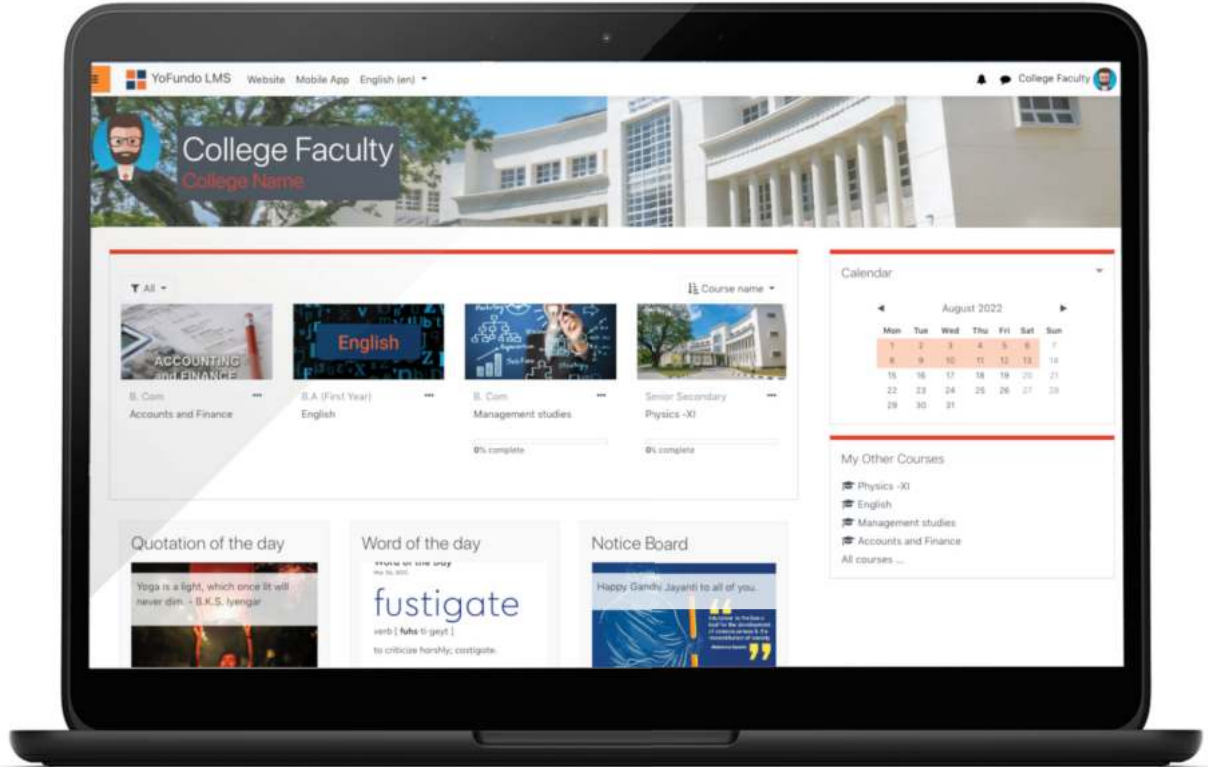 YoFundo LMS Website Mobile App English (en)
College Faculty
College Faculty
College Name
All
Course name
ACCOUNTING
and FINANCE
English
B. Com
Accounts and Finance
B.A (First Year)
English
B. Com
Management studies
0% complete
Senior Secondary
Physics -XI
0% complete
Calendar
August 2022
Mon Tue Wed Thu Fri Sat Sun
1 2 3 4 5 6 7
8 9 10 11 12 13 14
15 16 17 18 19 20 21
22 23 24 25 26 27 28
29 30 31
My Other Courses
Physics -XI
English
Management studies
Accounts and Finance
All courses ...
Quotation of the day
Yoga is a light, which once lit will
never dim. - B.K.S. Iyengar
Word of the day
Word of the Day
fustigate
verb [ fuhs-ti-geyt ]
to criticize harshly; castigate.
Notice Board
Happy Gandhi Jayanti to all of you.